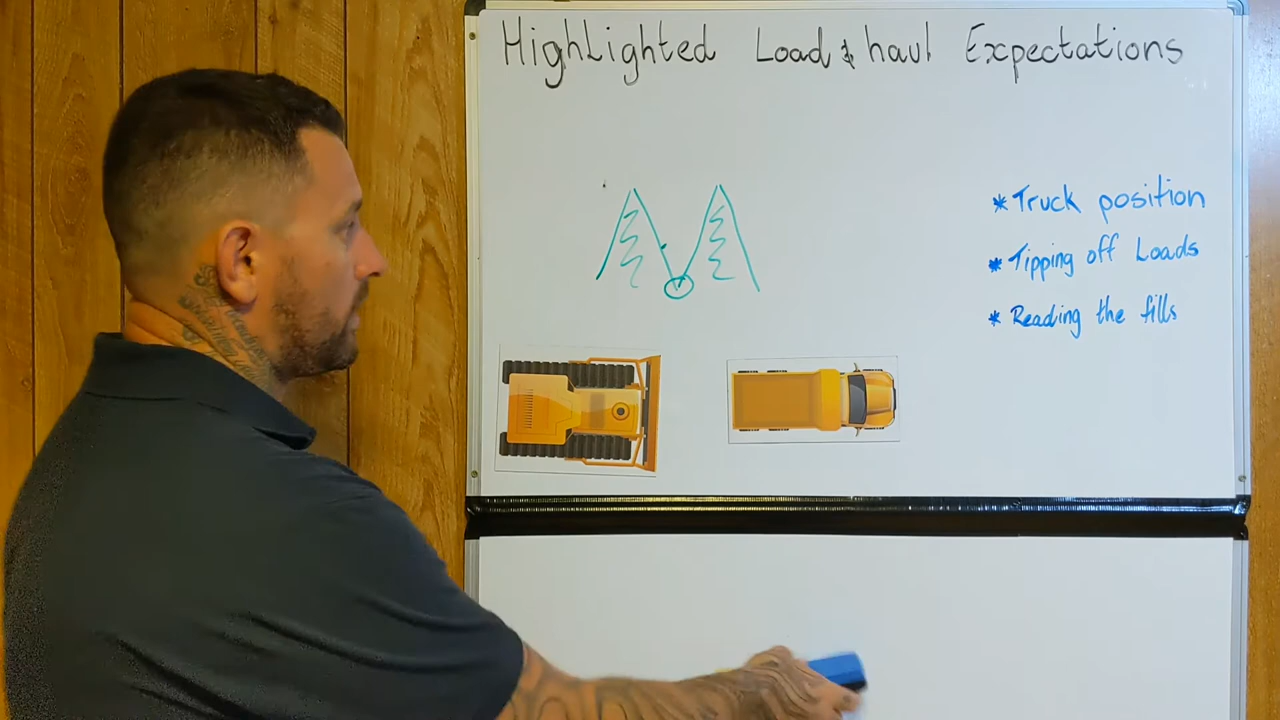 Highlighted Load & haul Expectations
* Truck position
* Tipping off Loads
* Reading the fills